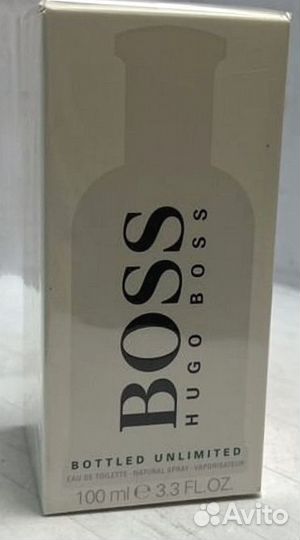 BOSS
HUGO BOSS
BOTTLED UNLIMITED
EAU DE TOILETTE - NATURAL SPRAY - VAPORISATEUR
100 ml ℮ 3.3 FL.OZ.
Avito